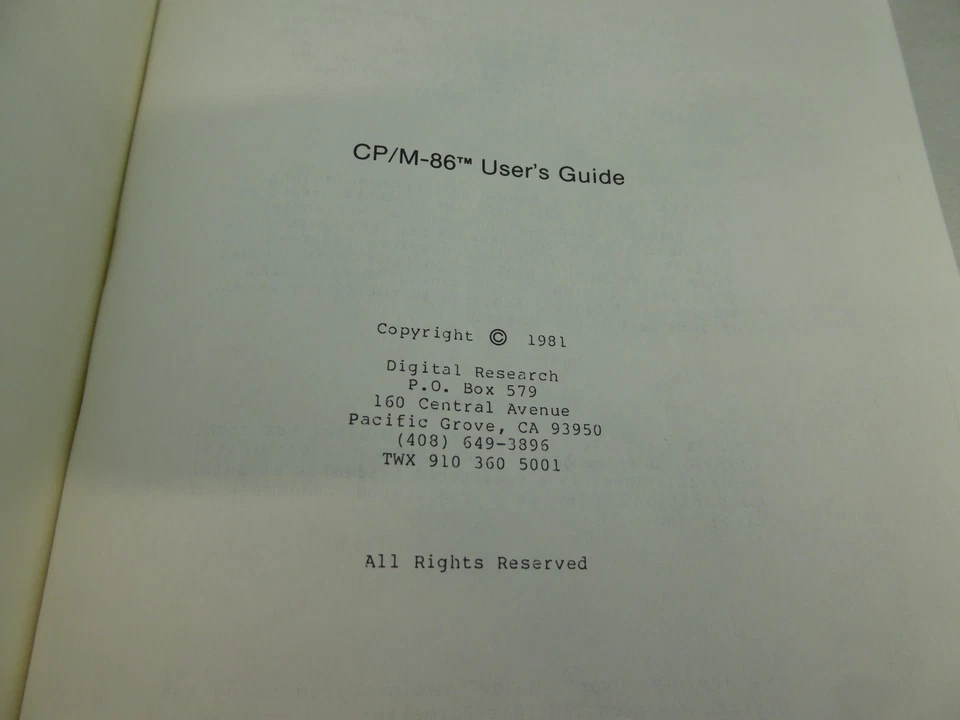 CP/M-86™ User's Guide
Copyright © 1981
Digital Research
P.O. Box 579
160 Central Avenue
Pacific Grove, CA 93950
(408) 649-3896
TWX 910 360 5001
All Rights Reserved